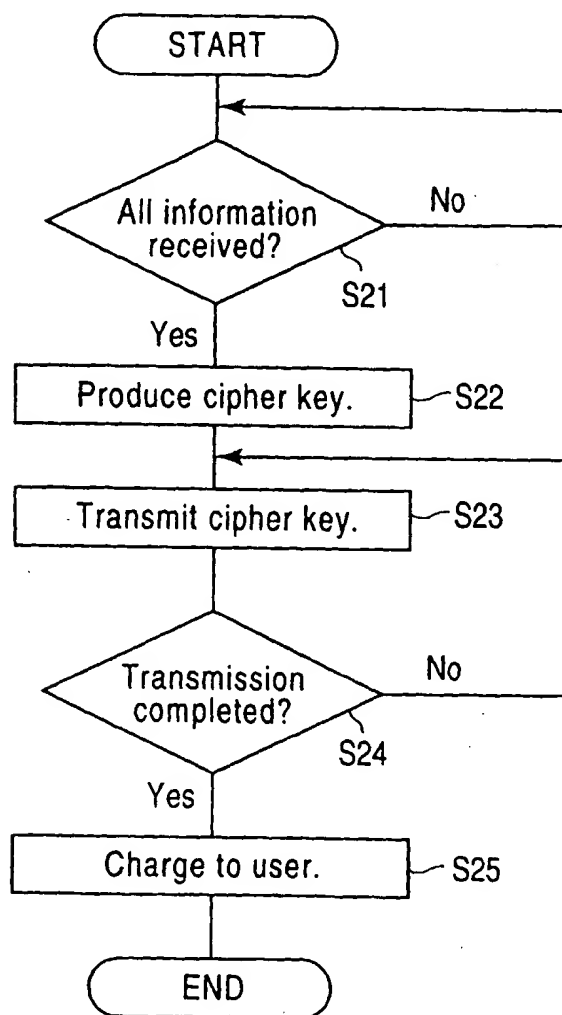 START
All information
received?
No
S21
Yes
Produce cipher key.
S22
Transmit cipher key.
S23
Transmission
completed?
No
S24
Yes
Charge to user.
S25
END